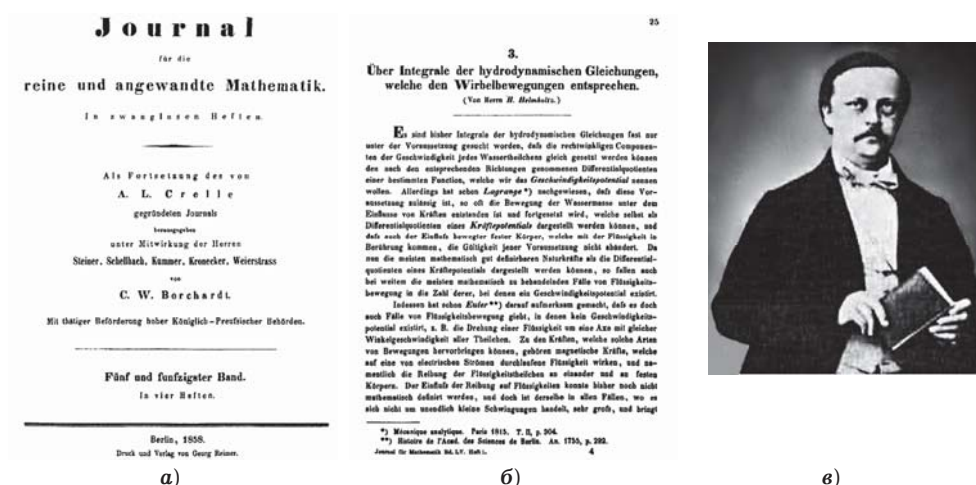 Journal
für die
reine und angewandte Mathematik.
In zwanglosen Heften.
Als Fortsetzung des von
A. L. Crelle
gegründeten Journals
herausgegeben
unter Mitwirkung der Herren
Steiner, Schellbach, Kummer, Kronecker, Weierstrass
von
C. W. Borchardt.
Mit thätiger Beförderung hoher Königlich-Preufsischer Behörden.
Fünf und funfzigster Band.
In vier Heften.
Berlin, 1858.
Druck und Verlag von Georg Reimer.
а)
25
3.
Über Integrale der hydrodynamischen Gleichungen,
welche den Wirbelbewegungen entsprechen.
(Von Herrn H. Helmholtz.)
Es sind bisher Integrale der hydrodynamischen Gleichungen fast nur
unter der Voraussetzung gesucht worden, dafs die rechtwinkligen Componen-
ten der Geschwindigkeit jedes Wassertheilchens gleich gesetzt werden können
den nach den entsprechenden Richtungen genommenen Differentialquotienten
einer bestimmten Function, welche wir das Geschwindigkeitspotential nennen
wollen. Allerdings hat schon Lagrange*) nachgewiesen, dafs diese Vor-
aussetzung zulässig ist, so oft die Bewegung der Wassermasse unter dem
Einflusse von Kräften entstanden ist und fortgesetzt wird, welche selbst als
Differentialquotienten eines Kräftepotentials dargestellt werden können, und
dafs auch der Einflufs bewegter fester Körper, welche mit der Flüssigkeit in
Berührung kommen, die Gültigkeit jener Voraussetzung nicht abändert. Da
nun die meisten mathematisch gut definirbaren Naturkräfte als die Differential-
quotienten eines Kräftepotentials dargestellt werden können, so fallen auch
bei weitem die meisten mathematisch zu behandelnden Fälle von Flüssigkeits-
bewegung in die Zahl derer, bei denen ein Geschwindigkeitspotential existirt.
Indessen hat schon Euler**) darauf aufmerksam gemacht, dafs es doch
auch Fälle von Flüssigkeitsbewegung giebt, in denen kein Geschwindigkeits-
potential existirt, z. B. die Drehung einer Flüssigkeit um eine Axe mit gleicher
Winkelgeschwindigkeit aller Theilchen. Zu den Kräften, welche solche Arten
von Bewegungen hervorbringen können, gehören magnetische Kräfte, welche
auf eine von electrischen Strömen durchlaufene Flüssigkeit wirken, und na-
mentlich die Reibung der Flüssigkeitstheilchen an einander und an festen
Körpern. Der Einflufs der Reibung auf Flüssigkeiten konnte bisher noch nicht
mathematisch definirt werden, und doch ist derselbe in allen Fällen, wo es
sich nicht um unendlich kleine Schwingungen handelt, sehr grofs, und bringt
*) Mécanique analytique. Paris 1815. T. II, p. 304.
**) Histoire de l'Acad. des Sciences de Berlin. An. 1755, p. 292.
Journal für Mathematik Bd. LV. Heft 1.
4
б)
в)